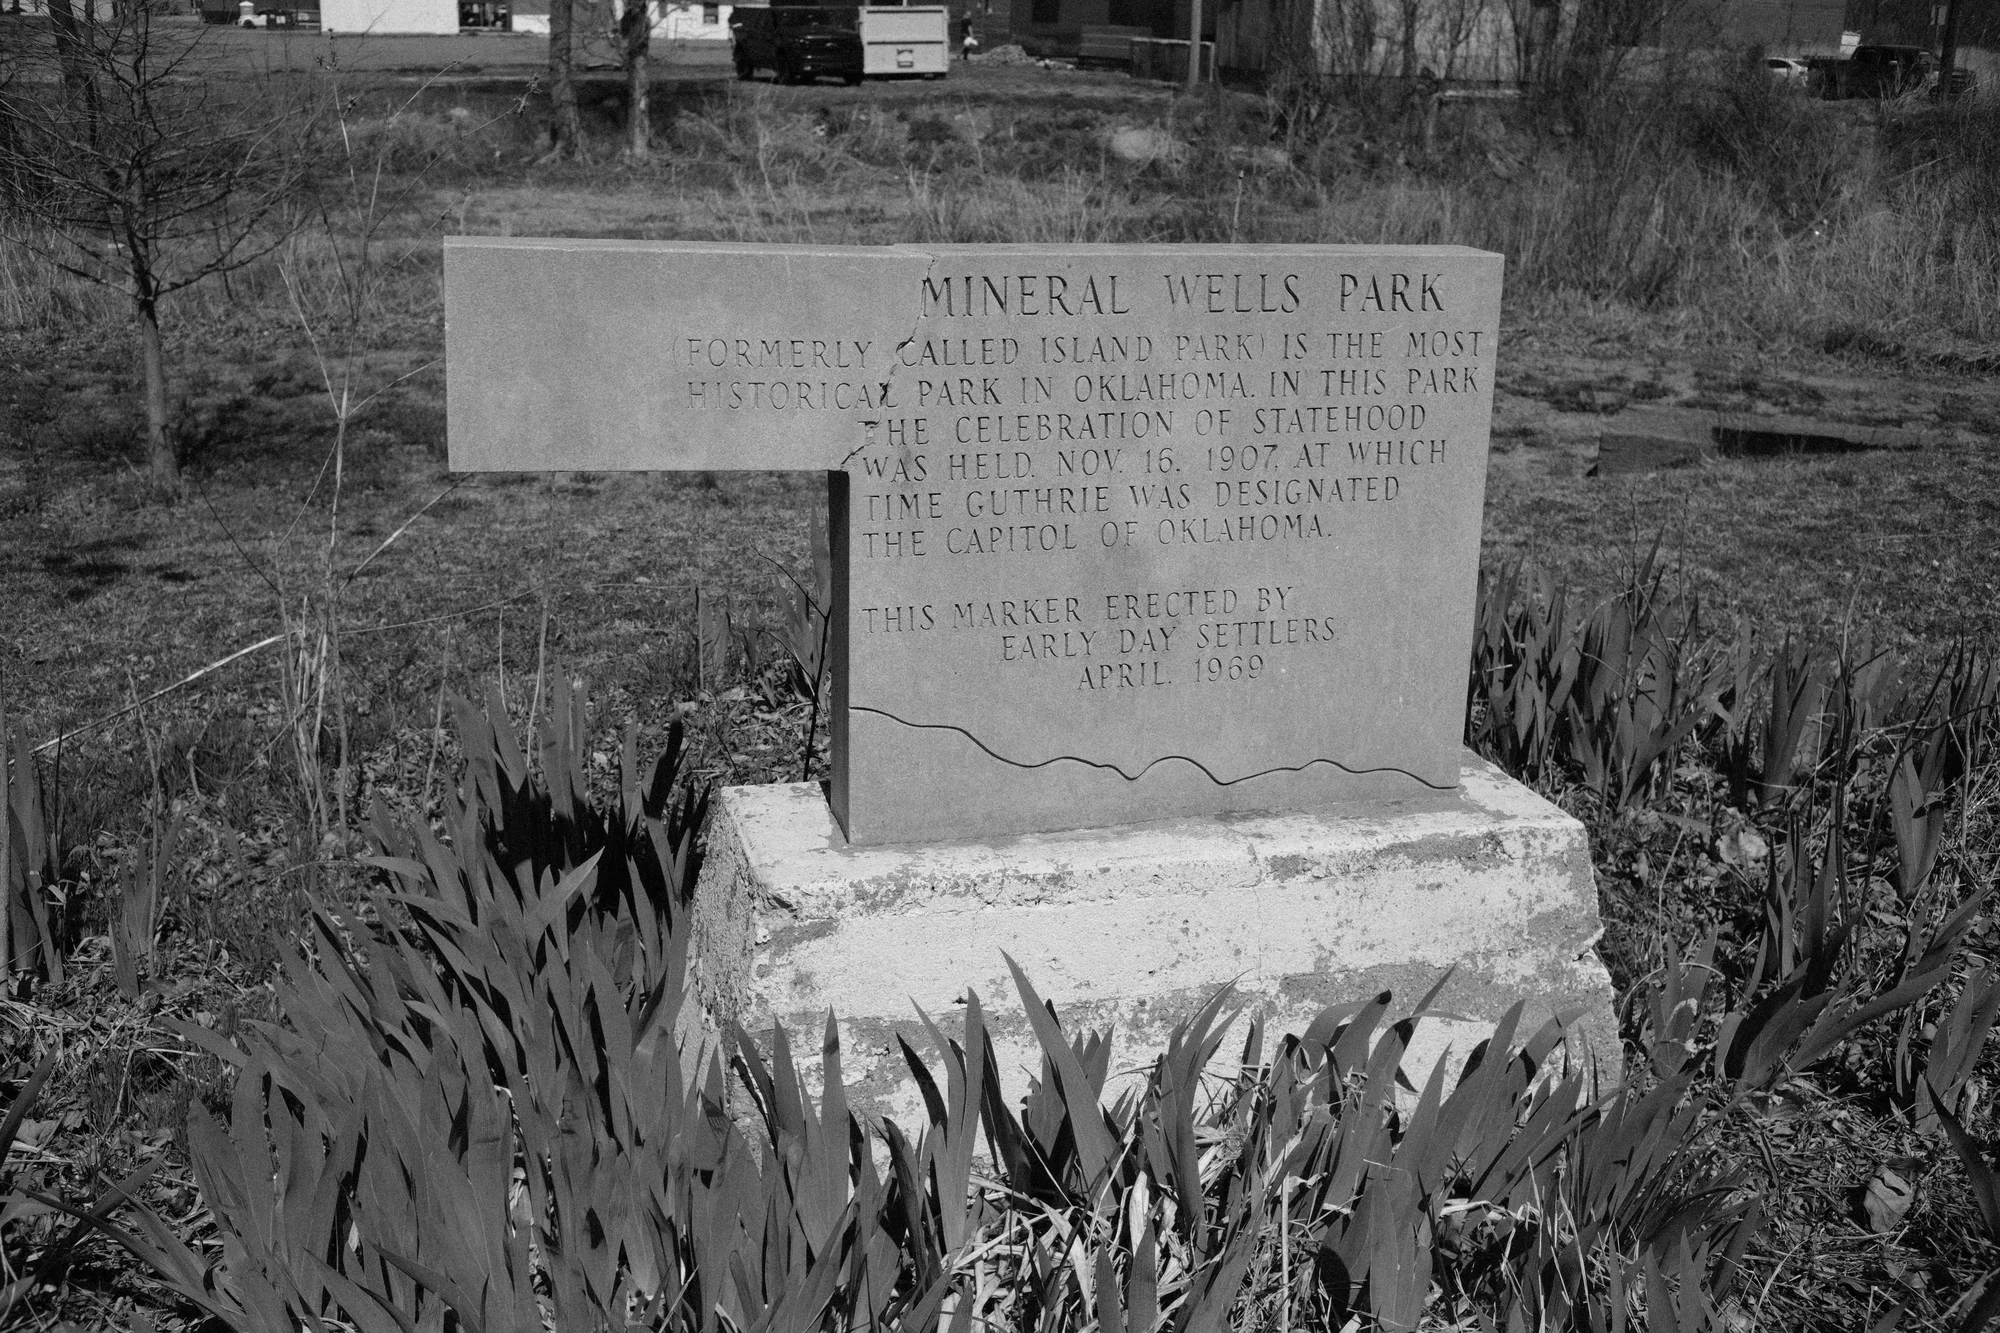 MINERAL WELLS PARK
(FORMERLY CALLED ISLAND PARK) IS THE MOST
HISTORICAL PARK IN OKLAHOMA. IN THIS PARK
THE CELEBRATION OF STATEHOOD
WAS HELD. NOV. 16. 1907. AT WHICH
TIME GUTHRIE WAS DESIGNATED
THE CAPITOL OF OKLAHOMA.
THIS MARKER ERECTED BY
EARLY DAY SETTLERS
APRIL. 1969